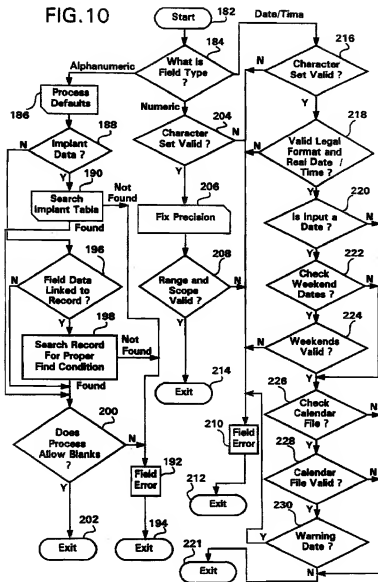 FIG.10
Start
182
Date/Tima
184
What is
Field Type
?
Alphanumeric
Numeric
Process
Defaults
186
188
Implant
Data ?
N
Y
190
Search
Implant Tabla
Not
Found
Found
196
Field Data
Linked to
Record ?
N
Y
198
Search Record
For Proper
Find Condition
Not
Found
Found
200
Does
Process
Allow Blanks
?
N
Y
Field
Error
192
Exit
202
Exit
194
204
Character
Set Valid ?
N
Y
206
Fix Precision
208
Range and
Scope
Valid ?
N
Y
Exit
214
210
Field
Error
212
Exit
216
Character
Set Valid ?
N
Y
218
Valid Legal
Format and
Real Date /
Time ?
N
Y
220
Is Input a
Date ?
N
Y
222
Check
Weekend
Dates ?
N
Y
224
Weekends
Valid ?
N
Y
226
Check
Calendar
File ?
N
Y
228
Calendar
File Valid ?
N
Y
230
Warning
Date ?
Y
N
221
Exit